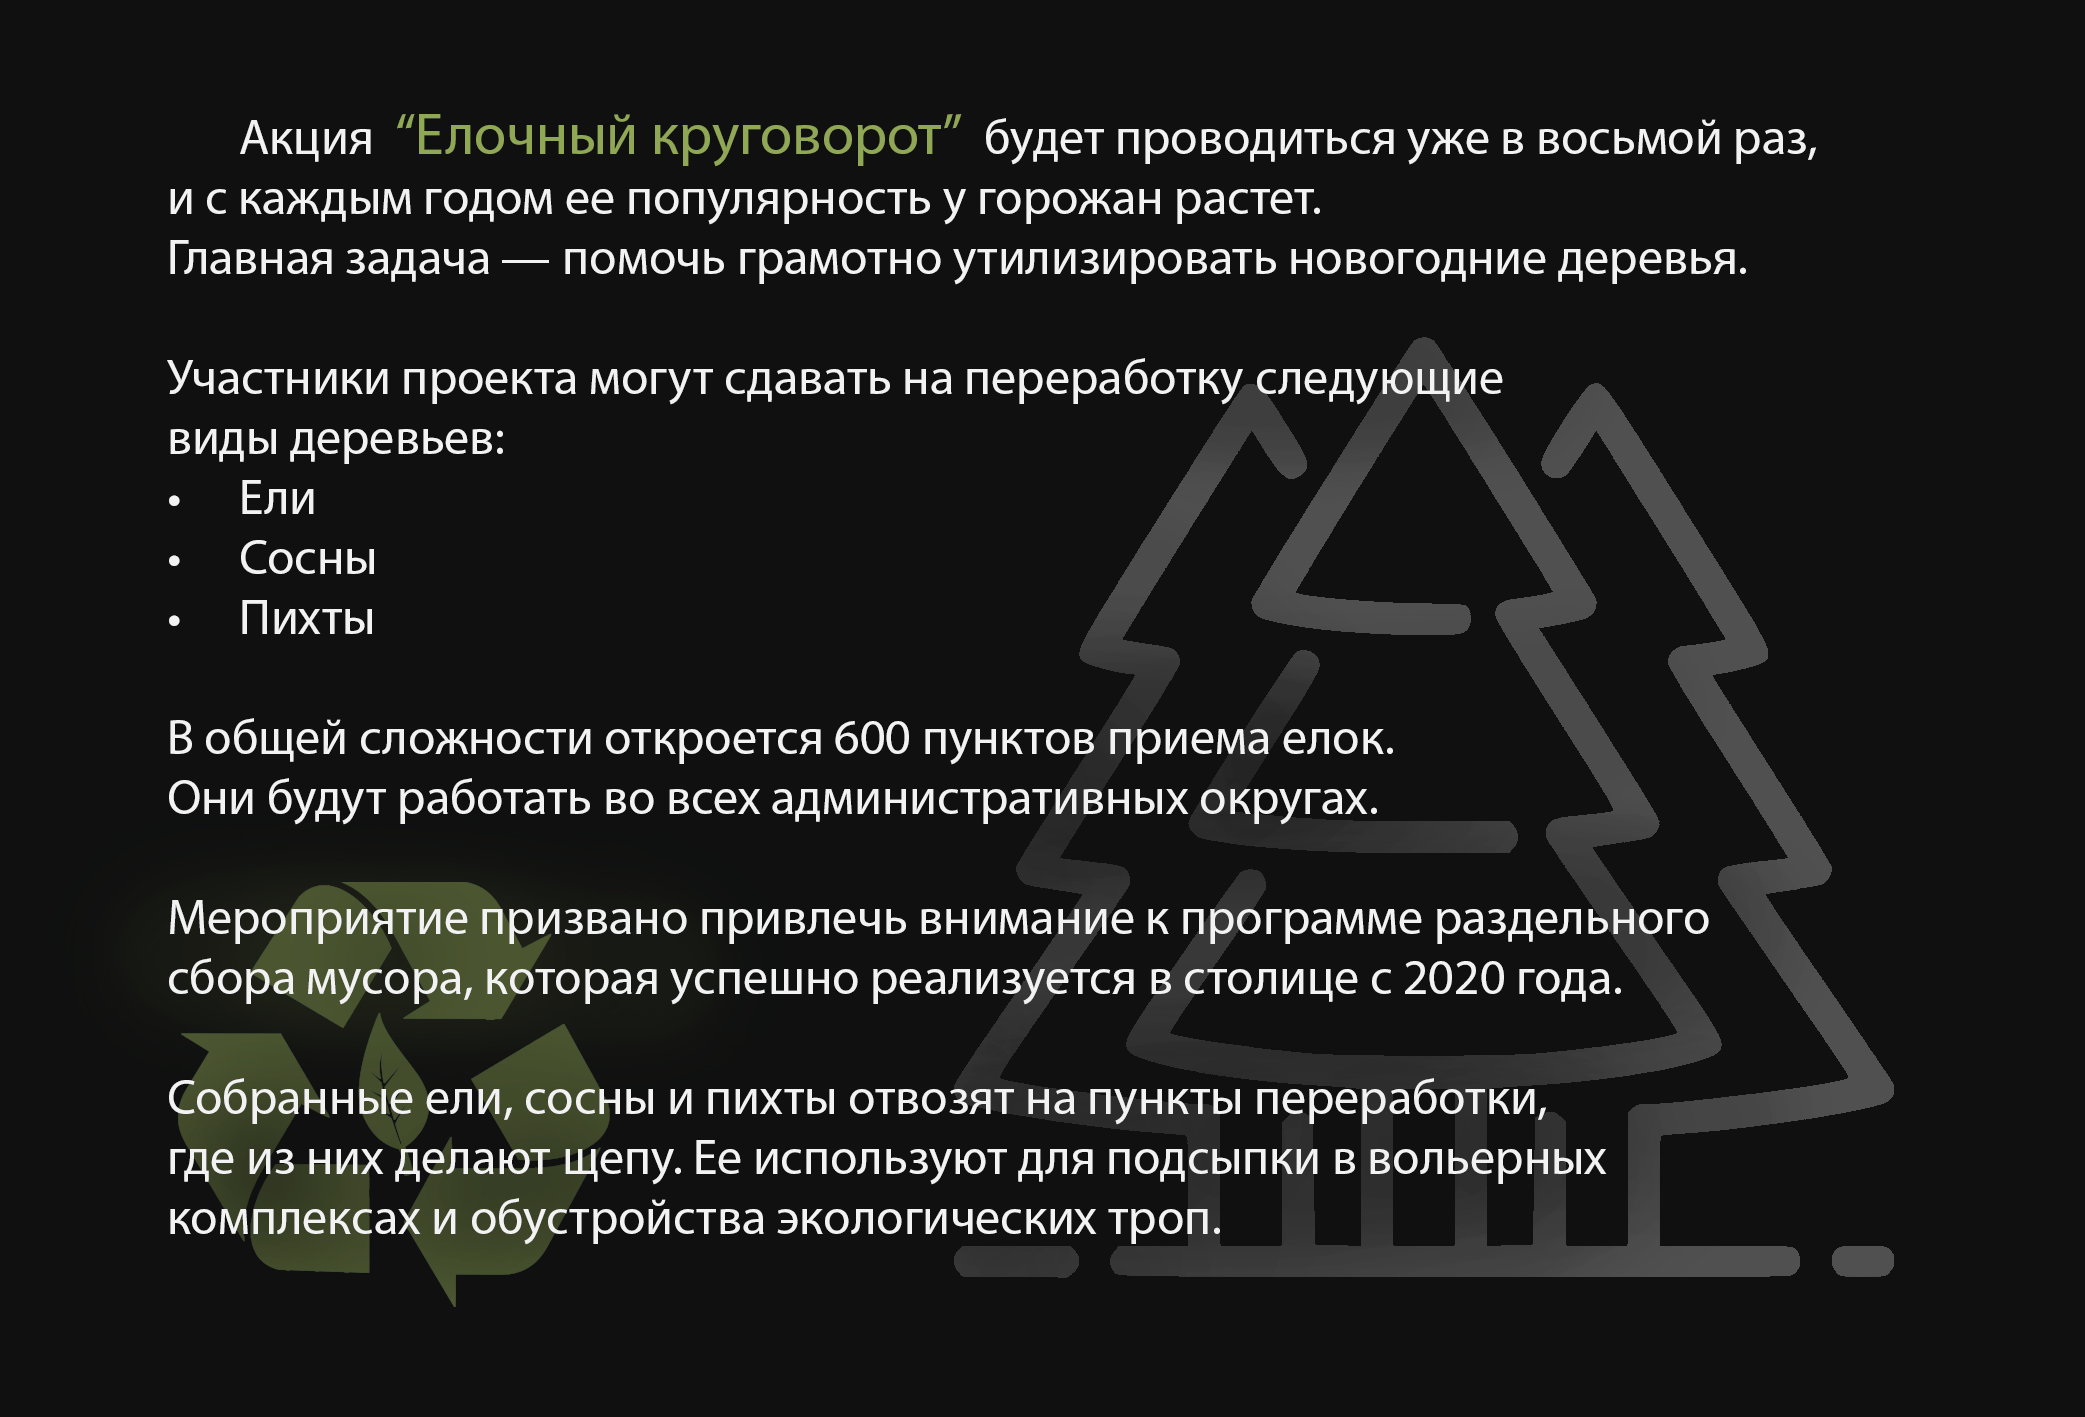 Акция “Елочный круговорот” будет проводиться уже в восьмой раз,
и с каждым годом ее популярность у горожан растет.
Главная задача — помочь грамотно утилизировать новогодние деревья.
Участники проекта могут сдавать на переработку следующие
виды деревьев:
• Ели
• Сосны
• Пихты
В общей сложности откроется 600 пунктов приема елок.
Они будут работать во всех административных округах.
Мероприятие призвано привлечь внимание к программе раздельного
сбора мусора, которая успешно реализуется в столице с 2020 года.
Собранные ели, сосны и пихты отвозят на пункты переработки,
где из них делают щепу. Ее используют для подсыпки в вольерных
комплексах и обустройства экологических троп.